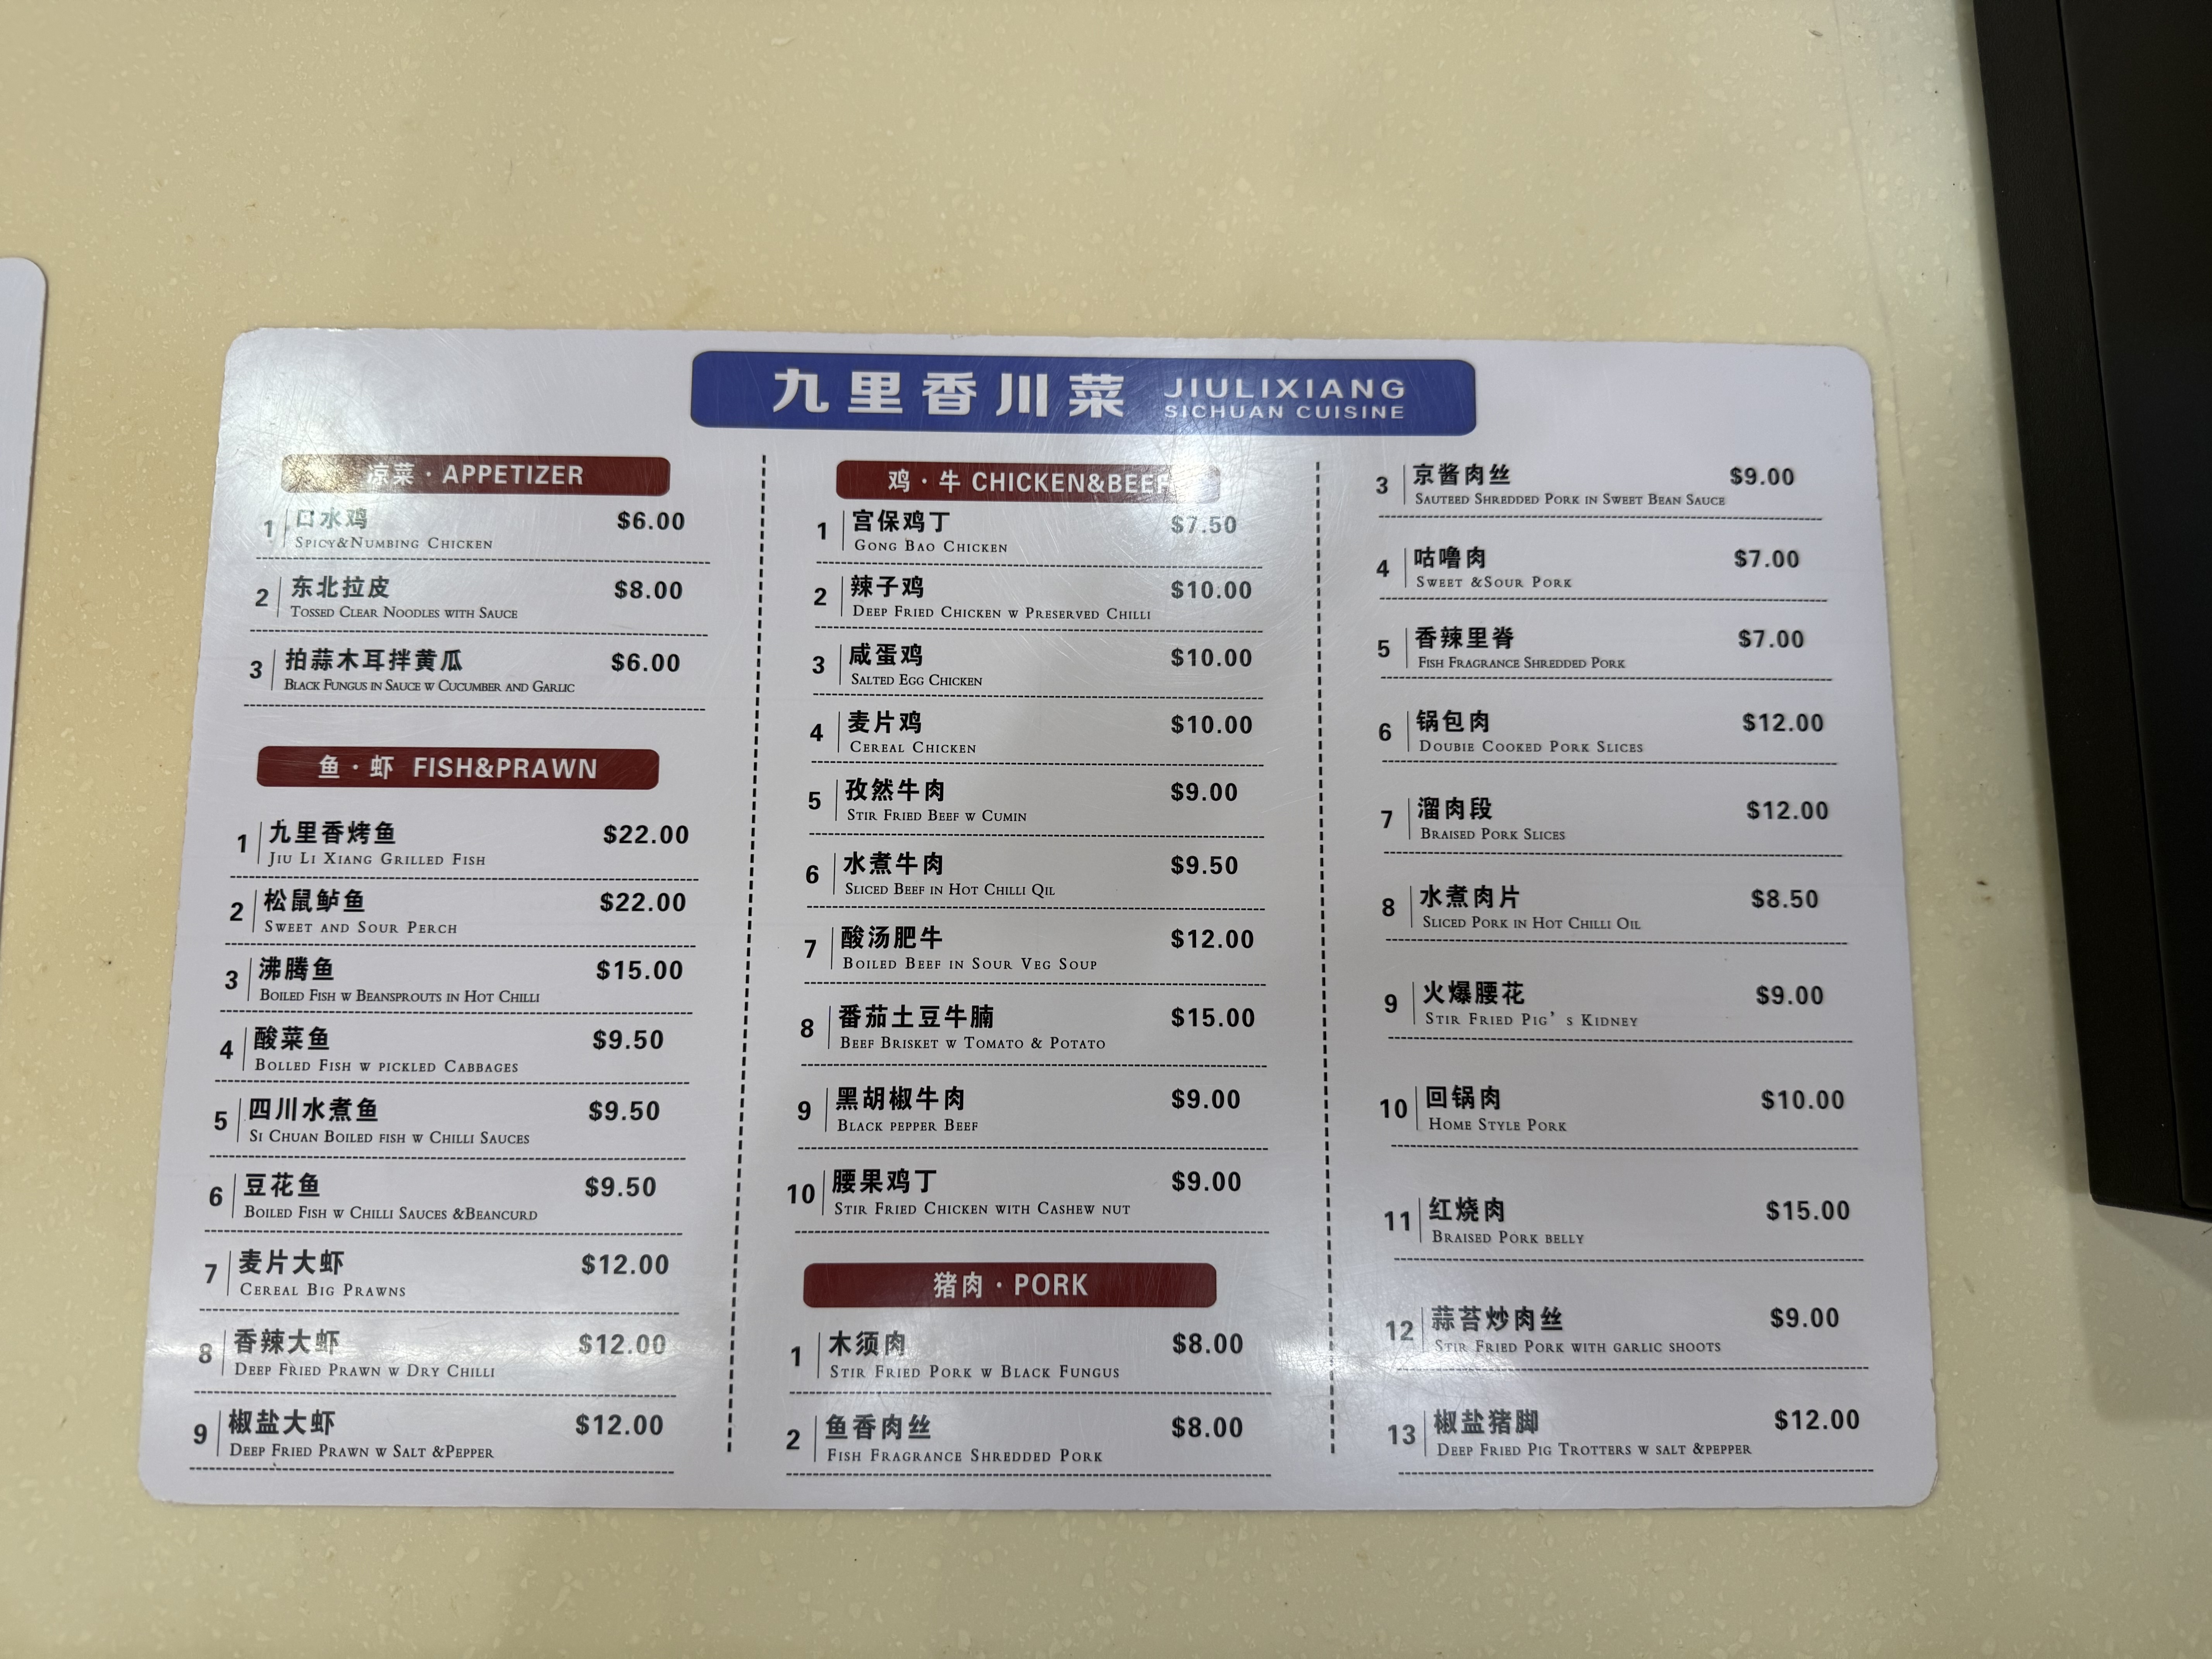 九里香川菜 JIULIXIANG
SICHUAN CUISINE
凉菜·APPETIZER
1 口水鸡 $6.00
SPICY&NUMBING CHICKEN
2 东北拉皮 $8.00
TOSSED CLEAR NOODLES WITH SAUCE
3 拍蒜木耳拌黄瓜 $6.00
BLACK FUNGUS IN SAUCE W CUCUMBER AND GARLIC
鱼·虾 FISH&PRAWN
1 九里香烤鱼 $22.00
JIU LI XIANG GRILLED FISH
2 松鼠鲈鱼 $22.00
SWEET AND SOUR PERCH
3 沸腾鱼 $15.00
BOILED FISH W BEANSPROUTS IN HOT CHILLI
4 酸菜鱼 $9.50
BOLLED FISH W PICKLED CABBAGES
5 四川水煮鱼 $9.50
SI CHUAN BOILED FISH W CHILLI SAUCES
6 豆花鱼 $9.50
BOILED FISH W CHILLI SAUCES &BEANCURD
7 麦片大虾 $12.00
CEREAL BIG PRAWNS
8 香辣大虾 $12.00
DEEP FRIED PRAWN W DRY CHILLI
9 椒盐大虾 $12.00
DEEP FRIED PRAWN W SALT &PEPPER
鸡·牛 CHICKEN&BEEF
1 宫保鸡丁 $7.50
GONG BAO CHICKEN
2 辣子鸡 $10.00
DEEP FRIED CHICKEN W PRESERVED CHILLI
3 咸蛋鸡 $10.00
SALTED EGG CHICKEN
4 麦片鸡 $10.00
CEREAL CHICKEN
5 孜然牛肉 $9.00
STIR FRIED BEEF W CUMIN
6 水煮牛肉 $9.50
SLICED BEEF IN HOT CHILLI QIL
7 酸汤肥牛 $12.00
BOILED BEEF IN SOUR VEG SOUP
8 番茄土豆牛腩 $15.00
BEEF BRISKET W TOMATO & POTATO
9 黑胡椒牛肉 $9.00
BLACK PEPPER BEEF
10 腰果鸡丁 $9.00
STIR FRIED CHICKEN WITH CASHEW NUT
猪肉·PORK
1 木须肉 $8.00
STIR FRIED PORK W BLACK FUNGUS
2 鱼香肉丝 $8.00
FISH FRAGRANCE SHREDDED PORK
3 京酱肉丝 $9.00
SAUTEED SHREDDED PORK IN SWEET BEAN SAUCE
4 咕噜肉 $7.00
SWEET &SOUR PORK
5 香辣里脊 $7.00
FISH FRAGRANCE SHREDDED PORK
6 锅包肉 $12.00
DOUBIE COOKED PORK SLICES
7 溜肉段 $12.00
BRAISED PORK SLICES
8 水煮肉片 $8.50
SLICED PORK IN HOT CHILLI OIL
9 火爆腰花 $9.00
STIR FRIED PIG' S KIDNEY
10 回锅肉 $10.00
HOME STYLE PORK
11 红烧肉 $15.00
BRAISED PORK BELLY
12 蒜苔炒肉丝 $9.00
STIR FRIED PORK WITH GARLIC SHOOTS
13 椒盐猪脚 $12.00
DEEP FRIED PIG TROTTERS W SALT &PEPPER